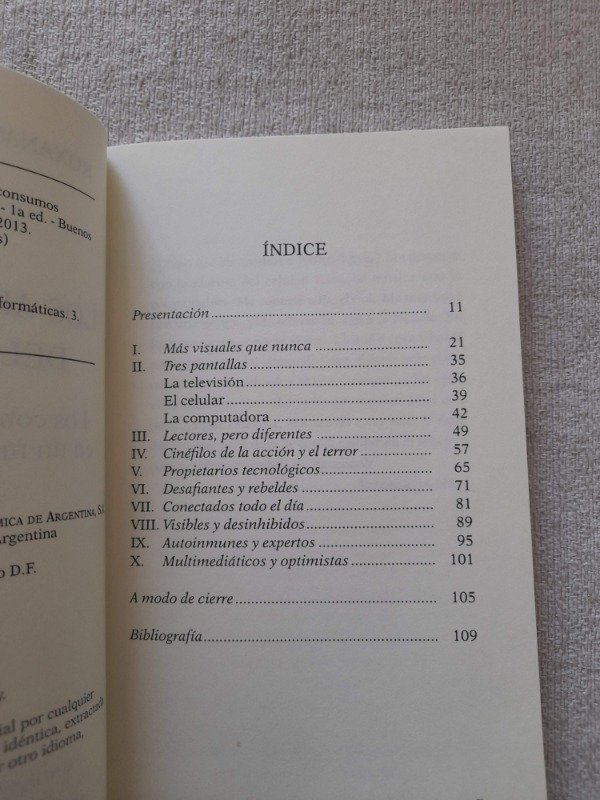 consumos
- 1a ed. - Buenos
2013.
s)
formáticas. 3.
MICA DE ARGENTINA, S.A.
Argentina
o D.F.
y.
ial por cualquier
idéntica, extractada
r otro idioma,
ÍNDICE
Presentación 11
I. Más visuales que nunca 21
II. Tres pantallas 35
La televisión 36
El celular 39
La computadora 42
III. Lectores, pero diferentes 49
IV. Cinéfilos de la acción y el terror 57
V. Propietarios tecnológicos 65
VI. Desafiantes y rebeldes 71
VII. Conectados todo el día 81
VIII. Visibles y desinhibidos 89
IX. Autoinmunes y expertos 95
X. Multimediáticos y optimistas 101
A modo de cierre 105
Bibliografía 109